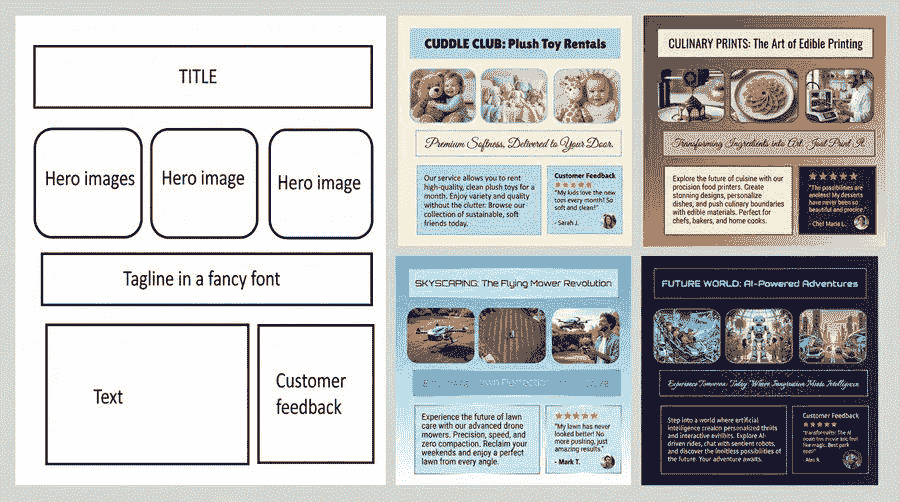 TITLE
Hero images
Hero image
Hero image
Tagline in a fancy font
Text
Customer
feedback
CUDDLE CLUB: Plush Toy Rentals
Premium Softness, Delivered to Your Door.
Our service allows you to rent
high-quality, clean plush toys for a
month. Enjoy variety and quality
without the clutter. Browse our
collection of sustainable, soft
friends today.
Customer Feedback
"My kids love the new
toys every month! So
soft and clean!"
- Sarah J.
CULINARY PRINTS: The Art of Edible Printing
Transforming Ingredients into Art. Just Print It.
Explore the future of cuisine with our
procision food printers. Create
stonning designs, personalize
dishes, and push culinary boundaries
with edible materials. Perfect for
chefs, bakers, and home cooks.
"The possibilities are
endless! My desserts
have never been so
beautiful and
- Chef Marie L.
SKYSCAPING: The Flying Mower Revolution
Experience the future of lawn
care with our advanced drone
mowers. Precision, speed, and
zero compaction. Reclaim your
weekends and enjoy a perfect
lawn from every angle.
"My lawn has never
looked better! No
more pushing, just
amazing results."
- Mark T.
FUTURE WORLD: AI-Powered Adventures
Experience Tomorrow, Today. Where Imagination Meets Intelligence.
Step into a world where artificial
intelligence creates personalized thrills
and interactive exhibits. Explore AI-
driven rides, chat with sentient robots,
and discover the limitless possibilities
of the future. Your adventure awaits.
Customer Feedback
The AI
like magic. Best park
- Alex R.